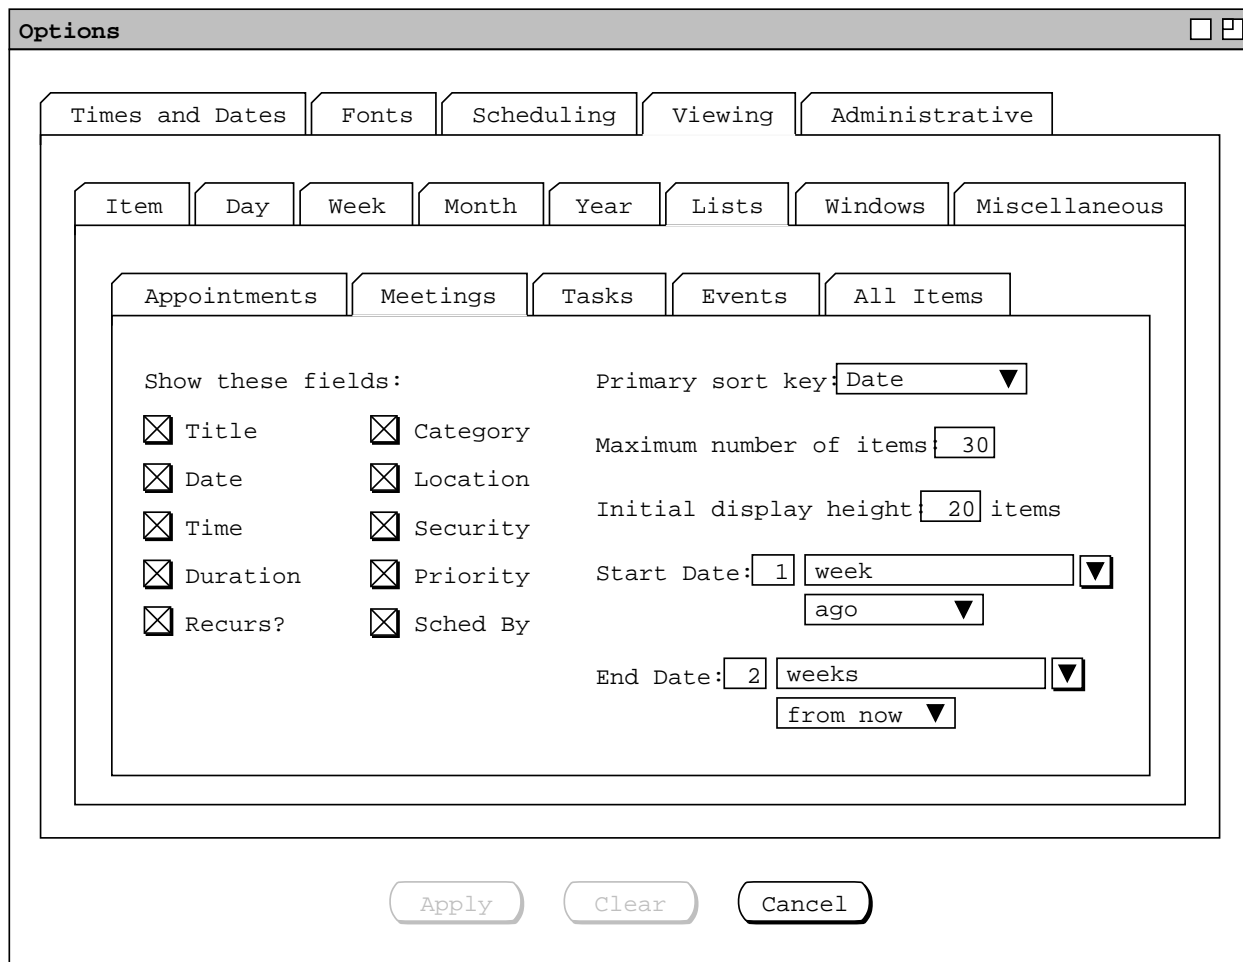 Options
Times and Dates Fonts Scheduling Viewing Administrative
Item Day Week Month Year Lists Windows Miscellaneous
Appointments Meetings Tasks Events All Items
Show these fields: Primary sort key: Date
Title Category
Maximum number of items: 30
Date Location
Initial display height: 20 items
Time Security
Duration Priority Start Date: 1 week
ago
Recurs? Sched By
End Date: 2 weeks
from now
Apply Clear Cancel